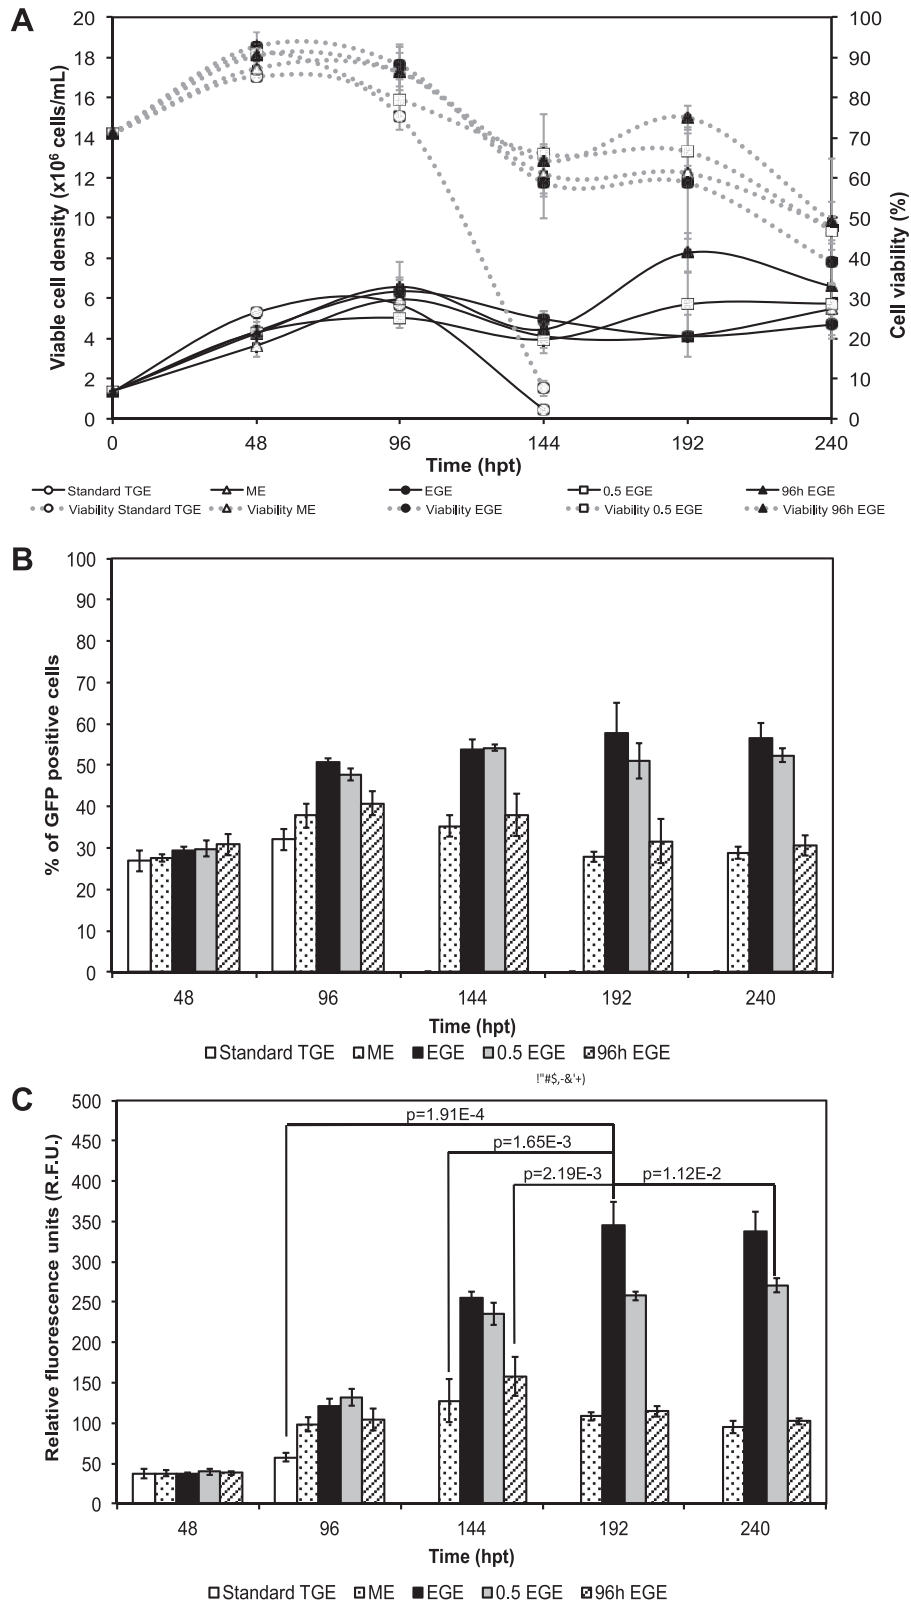 A
20
18
16
14
12
10
8
6
4
2
0
Viable cell density (x10⁶ cells/mL)
100
90
80
70
60
50
40
30
20
10
0
Cell viability (%)
0 48 96 144 192 240
Time (hpt)
Standard TGE ME EGE 0.5 EGE 96h EGE
Viability Standard TGE Viability ME Viability EGE Viability 0.5 EGE Viability 96h EGE
B
100
90
80
70
60
50
40
30
20
10
0
% of GFP positive cells
48 96 144 192 240
Time (hpt)
Standard TGE ME EGE 0.5 EGE 96h EGE
!"#$,-&'+)
C
500
450
400
350
300
250
200
150
100
50
0
Relative fluorescence units (R.F.U.)
p=1.91E-4
p=1.65E-3
p=2.19E-3 p=1.12E-2
48 96 144 192 240
Time (hpt)
Standard TGE ME EGE 0.5 EGE 96h EGE